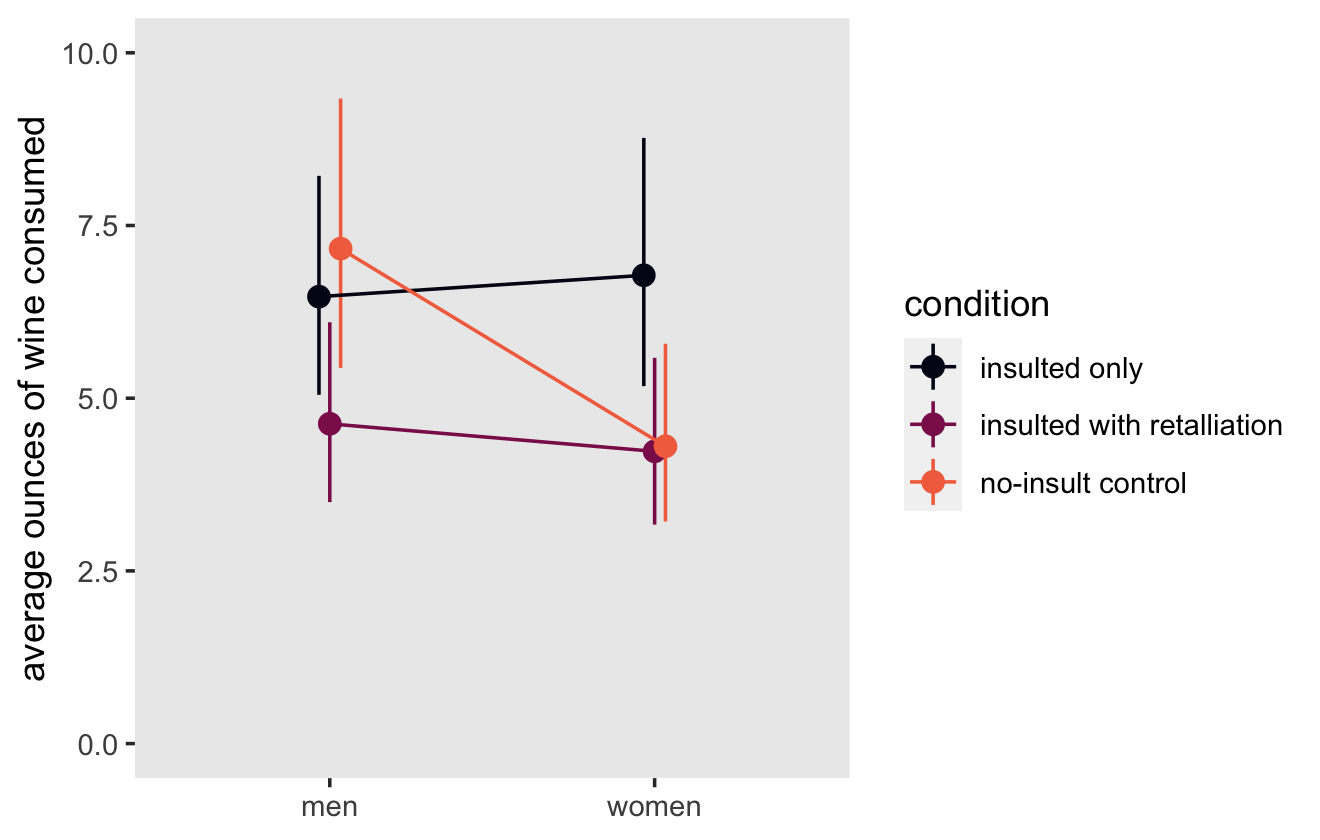 average ounces of wine consumed
10.0
7.5
5.0
2.5
0.0
men women
condition
insulted only
insulted with retalliation
no-insult control